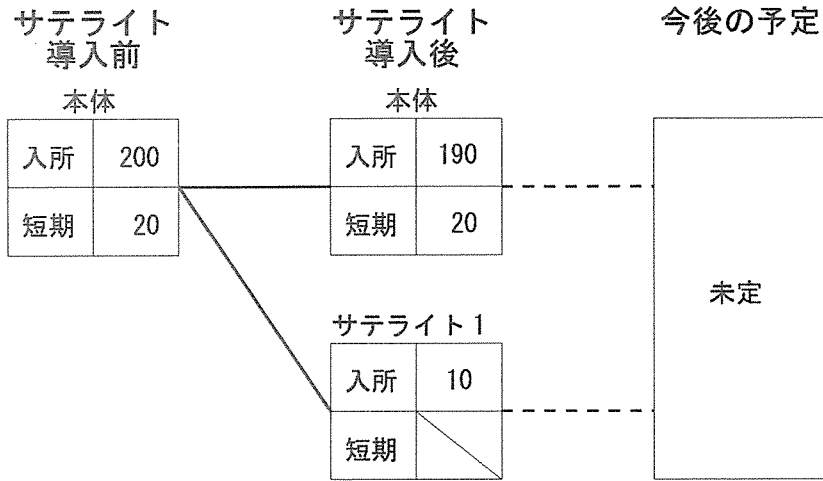 サテライト
導入前
本体
入所 200
短期 20
サテライト
導入後
本体
入所 190
短期 20
サテライト1
入所 10
短期
今後の予定
未定